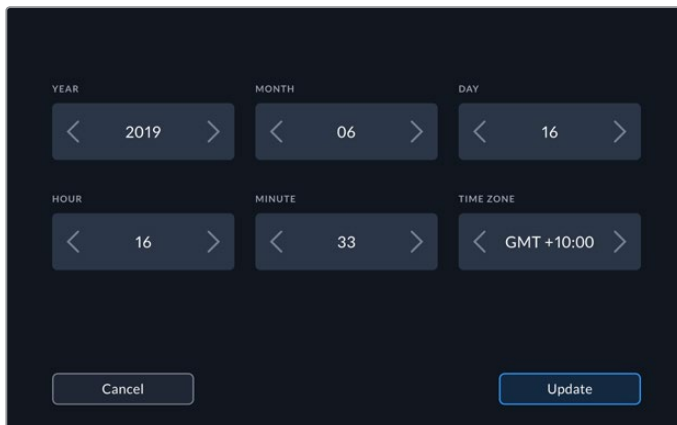 YEAR MONTH DAY
2019 06 16
HOUR MINUTE TIME ZONE
16 33 GMT +10:00
Cancel Update